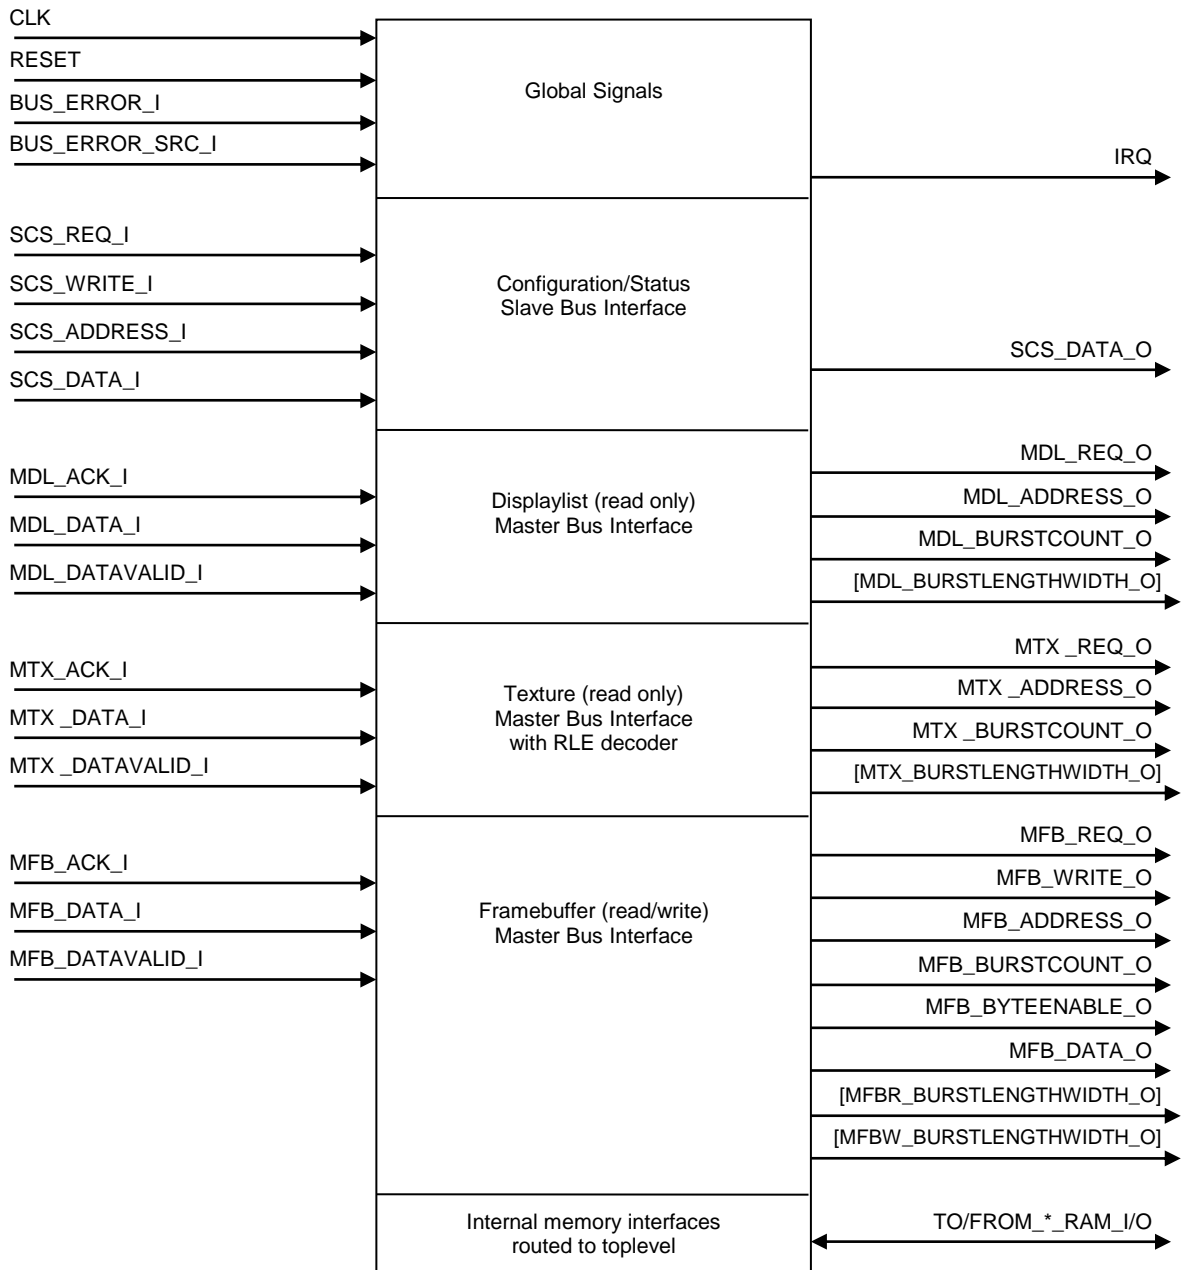 CLK
RESET
BUS_ERROR_I
BUS_ERROR_SRC_I
Global Signals
IRQ
SCS_REQ_I
SCS_WRITE_I
SCS_ADDRESS_I
SCS_DATA_I
Configuration/Status
Slave Bus Interface
SCS_DATA_O
MDL_ACK_I
MDL_DATA_I
MDL_DATAVALID_I
Displaylist (read only)
Master Bus Interface
MDL_REQ_O
MDL_ADDRESS_O
MDL_BURSTCOUNT_O
[MDL_BURSTLENGTHWIDTH_O]
MTX_ACK_I
MTX _DATA_I
MTX _DATAVALID_I
Texture (read only)
Master Bus Interface
with RLE decoder
MTX _REQ_O
MTX _ADDRESS_O
MTX _BURSTCOUNT_O
[MTX_BURSTLENGTHWIDTH_O]
MFB_ACK_I
MFB_DATA_I
MFB_DATAVALID_I
Framebuffer (read/write)
Master Bus Interface
MFB_REQ_O
MFB_WRITE_O
MFB_ADDRESS_O
MFB_BURSTCOUNT_O
MFB_BYTEENABLE_O
MFB_DATA_O
[MFBR_BURSTLENGTHWIDTH_O]
[MFBW_BURSTLENGTHWIDTH_O]
Internal memory interfaces
routed to toplevel
TO/FROM_*_RAM_I/O